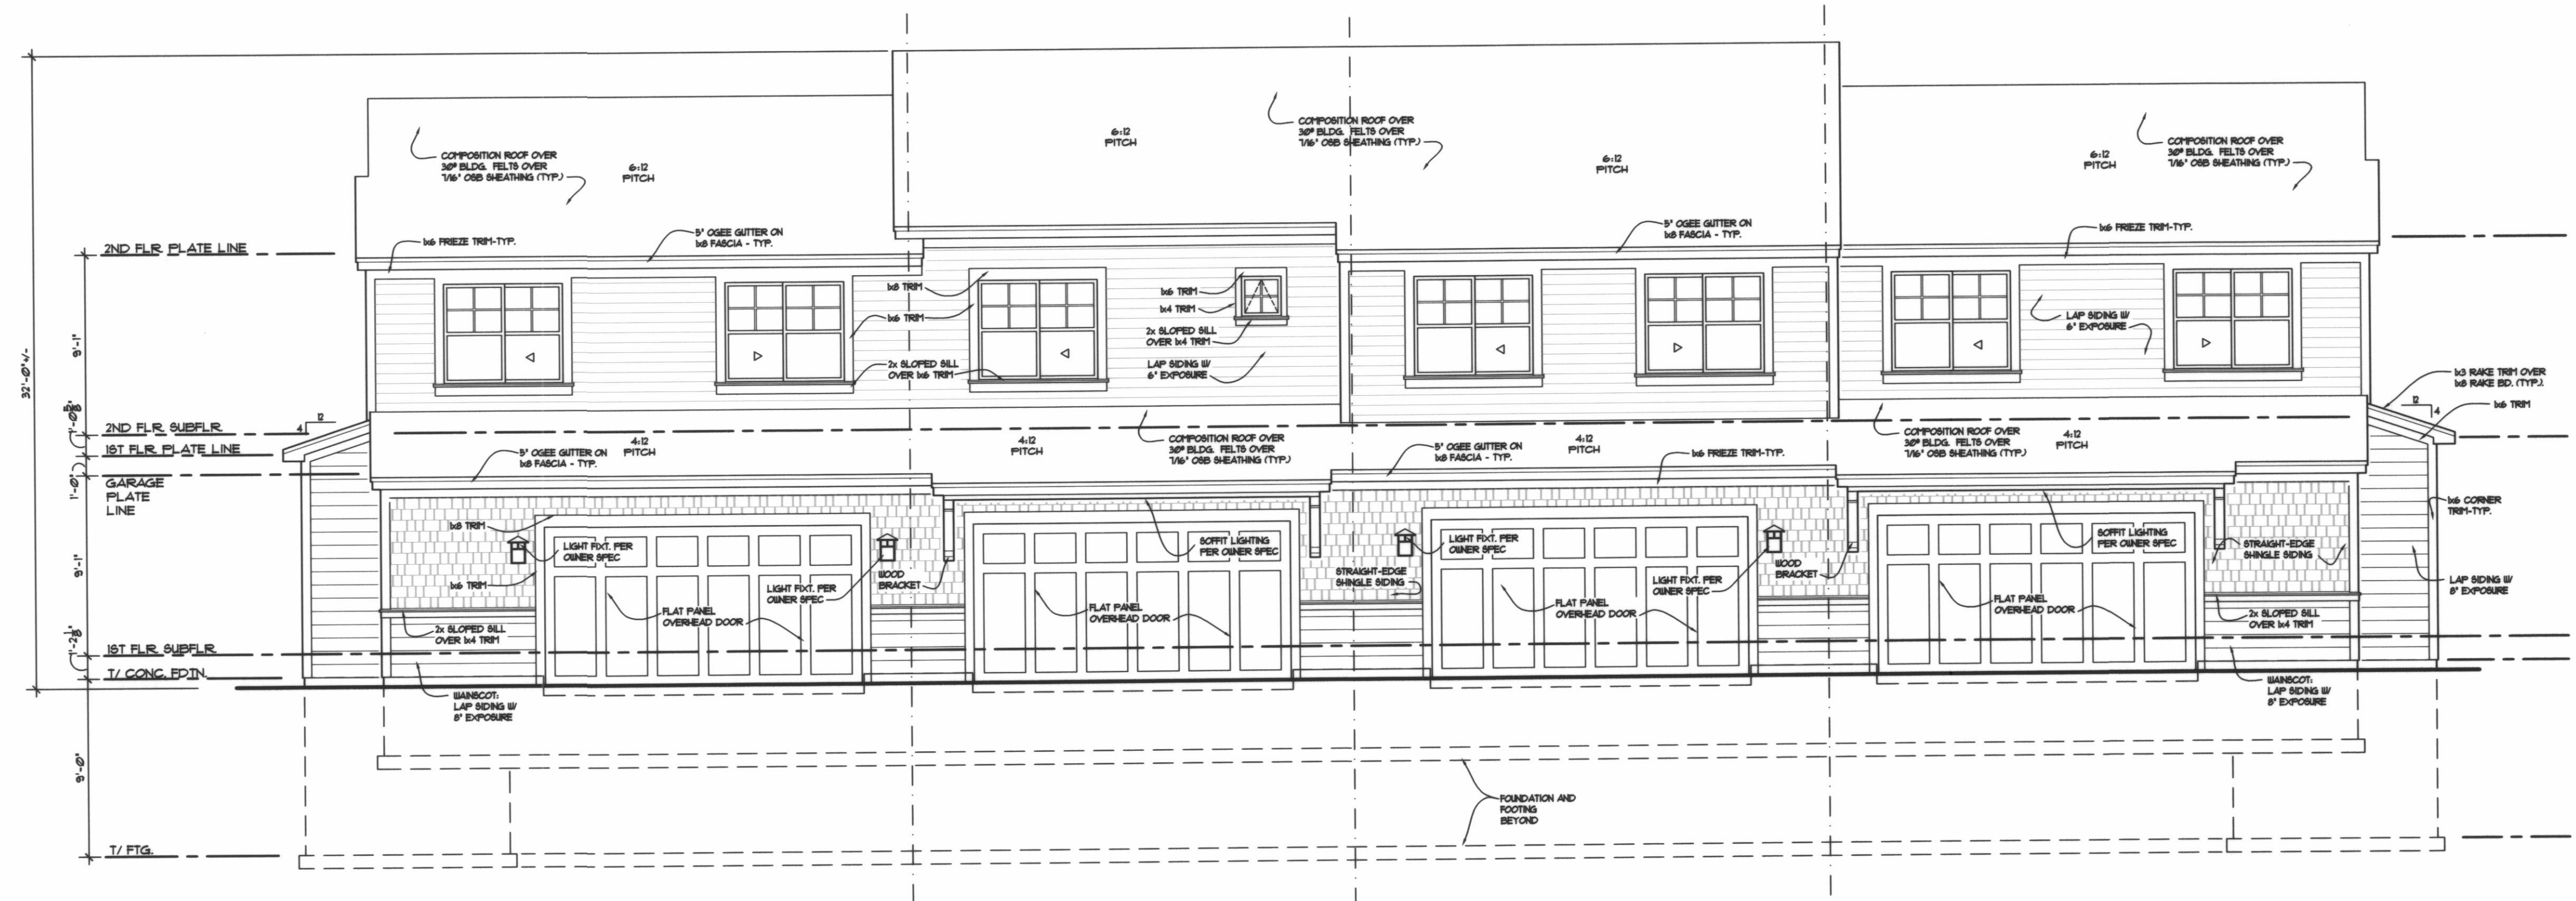 COMPOSITION ROOF OVER
30# BLDG. FELTS OVER
7/16" OSB SHEATHING (TYP.)
6:12
PITCH
6:12
PITCH
COMPOSITION ROOF OVER
30# BLDG. FELTS OVER
7/16" OSB SHEATHING (TYP.)
6:12
PITCH
6:12
PITCH
COMPOSITION ROOF OVER
30# BLDG. FELTS OVER
7/16" OSB SHEATHING (TYP.)
32'-0"+/-
2ND FLR. PLATE LINE
1x6 FRIEZE TRIM-TYP.
5" OGEE GUTTER ON
1x8 FASCIA - TYP.
5" OGEE GUTTER ON
1x8 FASCIA - TYP.
1x6 FRIEZE TRIM-TYP.
9'-1"
1x8 TRIM
1x6 TRIM
2x SLOPED SILL
OVER 1x6 TRIM
1x6 TRIM
1x4 TRIM
2x SLOPED SILL
OVER 1x4 TRIM
LAP SIDING W/
6" EXPOSURE
LAP SIDING W/
6" EXPOSURE
1x3 RAKE TRIM OVER
1x8 RAKE BD. (TYP.)
12
4
1x6 TRIM
1'-0 5/8"
2ND FLR. SUBFLR.
12
4
1ST FLR. PLATE LINE
1'-0"
GARAGE
PLATE
LINE
5" OGEE GUTTER ON
1x8 FASCIA - TYP.
4:12
PITCH
4:12
PITCH
COMPOSITION ROOF OVER
30# BLDG. FELTS OVER
7/16" OSB SHEATHING (TYP.)
5" OGEE GUTTER ON
1x8 FASCIA - TYP.
4:12
PITCH
1x6 FRIEZE TRIM-TYP.
COMPOSITION ROOF OVER
30# BLDG. FELTS OVER
7/16" OSB SHEATHING (TYP.)
4:12
PITCH
1x6 CORNER
TRIM-TYP.
9'-1"
1x8 TRIM
LIGHT FIXT. PER
OWNER SPEC
1x6 TRIM
LIGHT FIXT. PER
OWNER SPEC
WOOD
BRACKET
FLAT PANEL
OVERHEAD DOOR
SOFFIT LIGHTING
PER OWNER SPEC
FLAT PANEL
OVERHEAD DOOR
STRAIGHT-EDGE
SHINGLE SIDING
LIGHT FIXT. PER
OWNER SPEC
FLAT PANEL
OVERHEAD DOOR
LIGHT FIXT. PER
OWNER SPEC
WOOD
BRACKET
SOFFIT LIGHTING
PER OWNER SPEC
FLAT PANEL
OVERHEAD DOOR
STRAIGHT-EDGE
SHINGLE SIDING
LAP SIDING W/
8" EXPOSURE
2x SLOPED SILL
OVER 1x4 TRIM
2x SLOPED SILL
OVER 1x4 TRIM
1'-2 1/8"
1ST FLR. SUBFLR.
T/ CONC. FDTN.
WAINSCOT:
LAP SIDING W/
8" EXPOSURE
WAINSCOT:
LAP SIDING W/
8" EXPOSURE
9'-0"
FOUNDATION AND
FOOTING
BEYOND
T/ FTG.